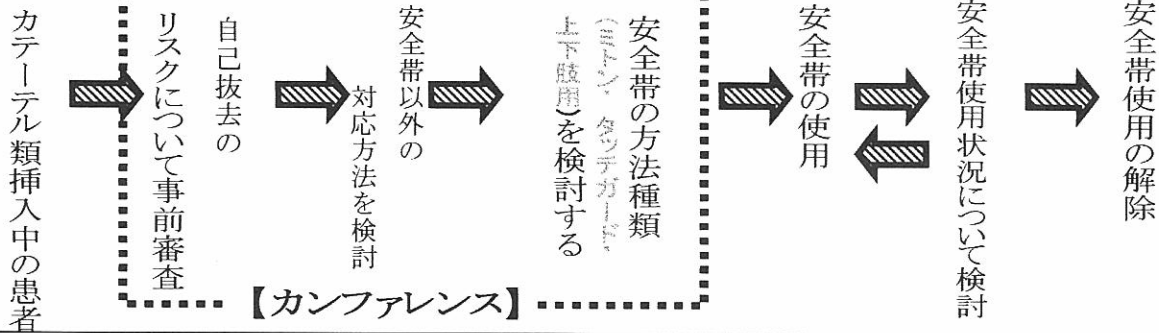 カテーテル類挿入中の患者
自己抜去の
リスクについて事前審査
安全帯以外の
対応方法を検討
安全帯の方法種類
(ミトン、タッチガード、
上下肢用)を検討する
【カンファレンス】
安全帯の使用
安全帯使用状況について検討
安全帯使用の解除